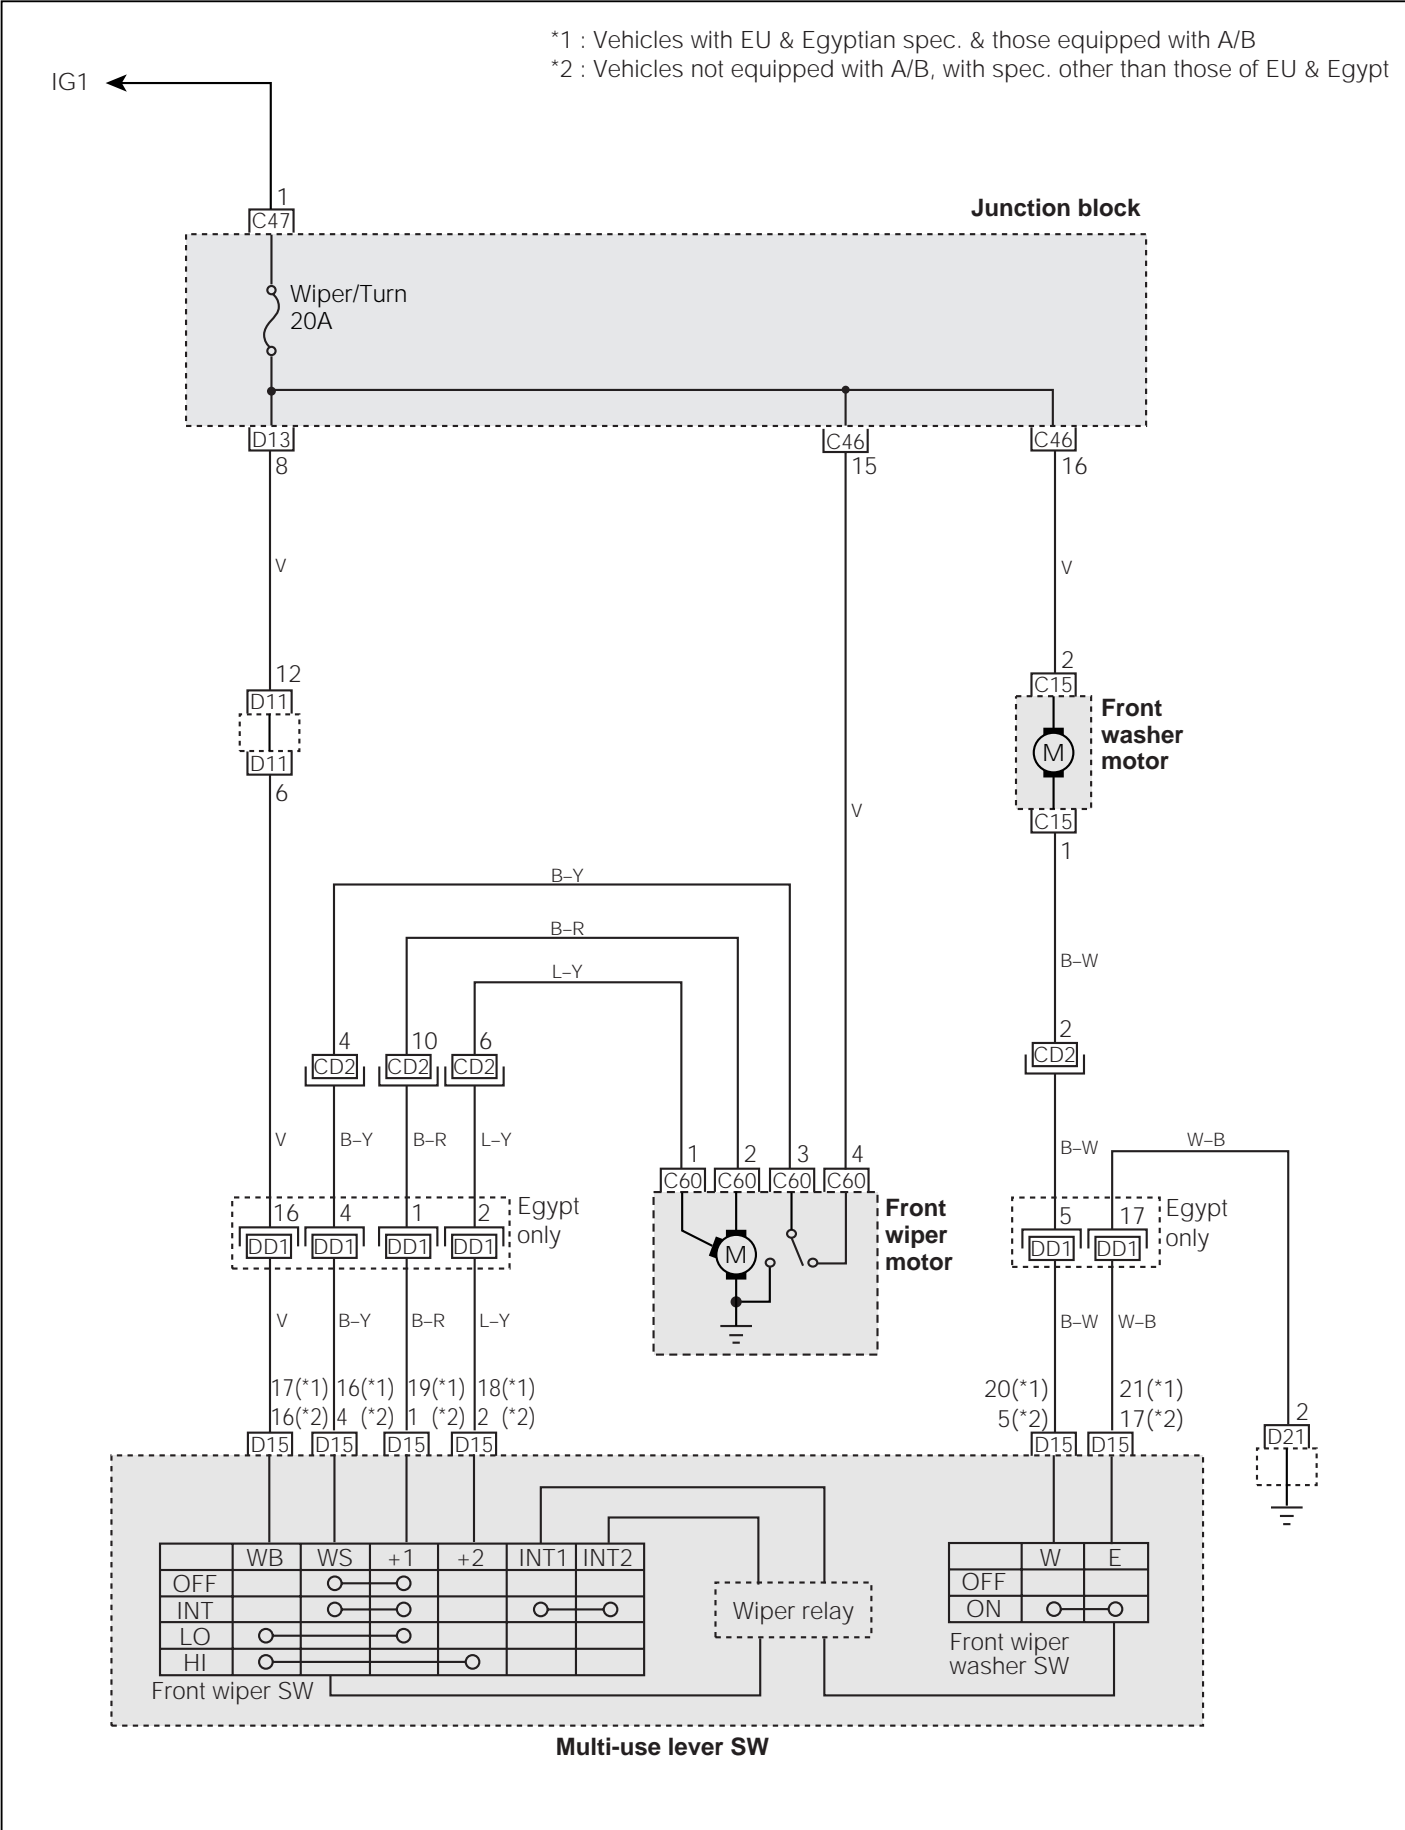 *1 : Vehicles with EU & Egyptian spec. & those equipped with A/B
*2 : Vehicles not equipped with A/B, with spec. other than those of EU & Egypt
IG1
1
C47
Junction block
Wiper/Turn
20A
D13 C46 C46
8 15 16
V V
12 2
D11 C15
Front
washer
motor
M
D11
6
V
C15
1
B–Y
B–R
B–W
L–Y
4 10 6 2
CD2 CD2 CD2 CD2
V B–Y B–R L–Y B–W W–B
1 2 3 4
C60 C60 C60 C60
Front
wiper
motor
M
16 4 1 2
DD1 DD1 DD1 DD1
Egypt
only
5 17
DD1 DD1
Egypt
only
V B–Y B–R L–Y B–W W–B
17(*1) 16(*1) 19(*1) 18(*1) 20(*1) 21(*1)
16(*2) 4 (*2) 1 (*2) 2 (*2) 5(*2) 17(*2)
2
D21
D15 D15 D15 D15 D15 D15
WB WS +1 +2 INT1 INT2
OFF
INT
LO
HI
Front wiper SW
Wiper relay
W E
OFF
ON
Front wiper
washer SW
Multi-use lever SW